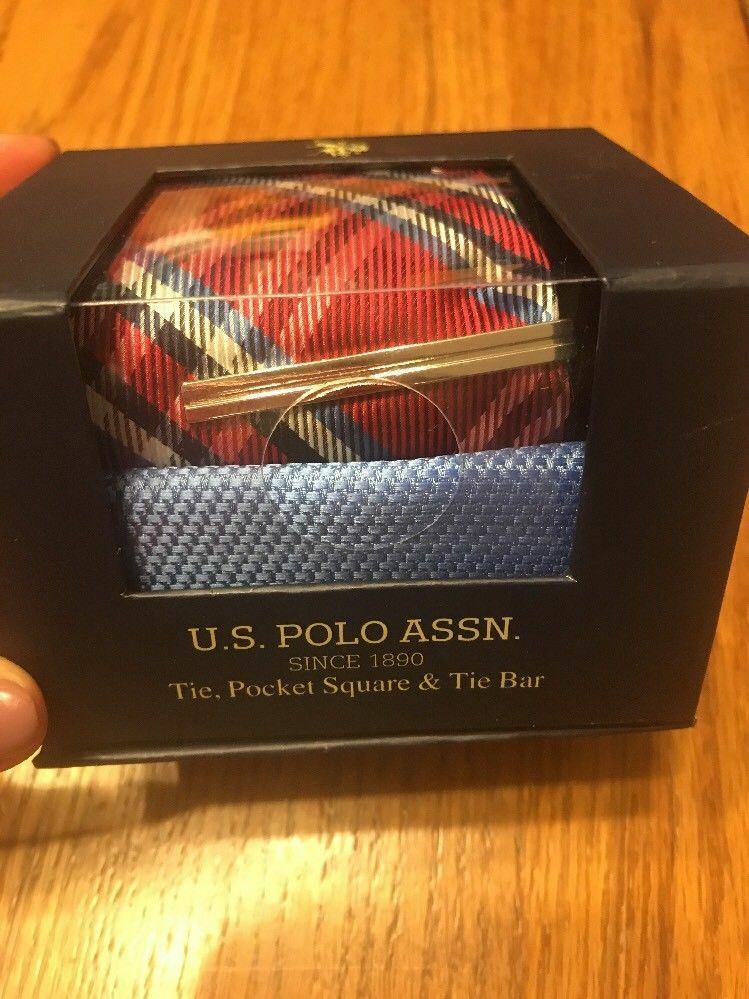 U.S. POLO ASSN.
SINCE 1890
Tie, Pocket Square & Tie Bar